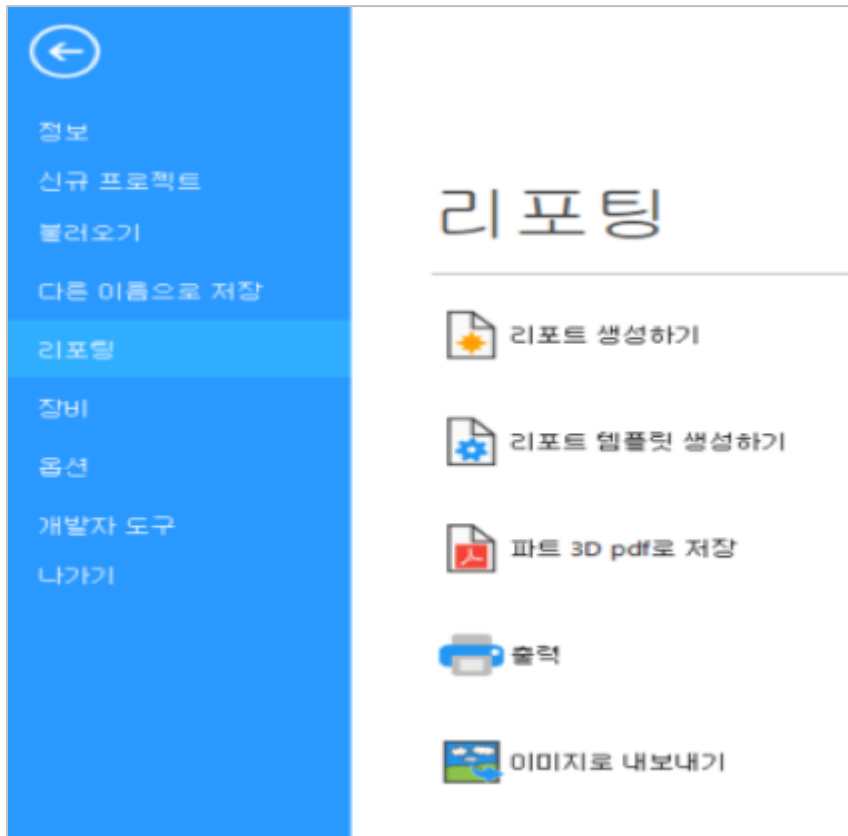 정보
신규 프로젝트
불러오기
다른 이름으로 저장
리포팅
장비
옵션
개발자 도구
나가기
리포팅
리포트 생성하기
리포트 템플릿 생성하기
파트 3D pdf로 저장
출력
이미지로 내보내기